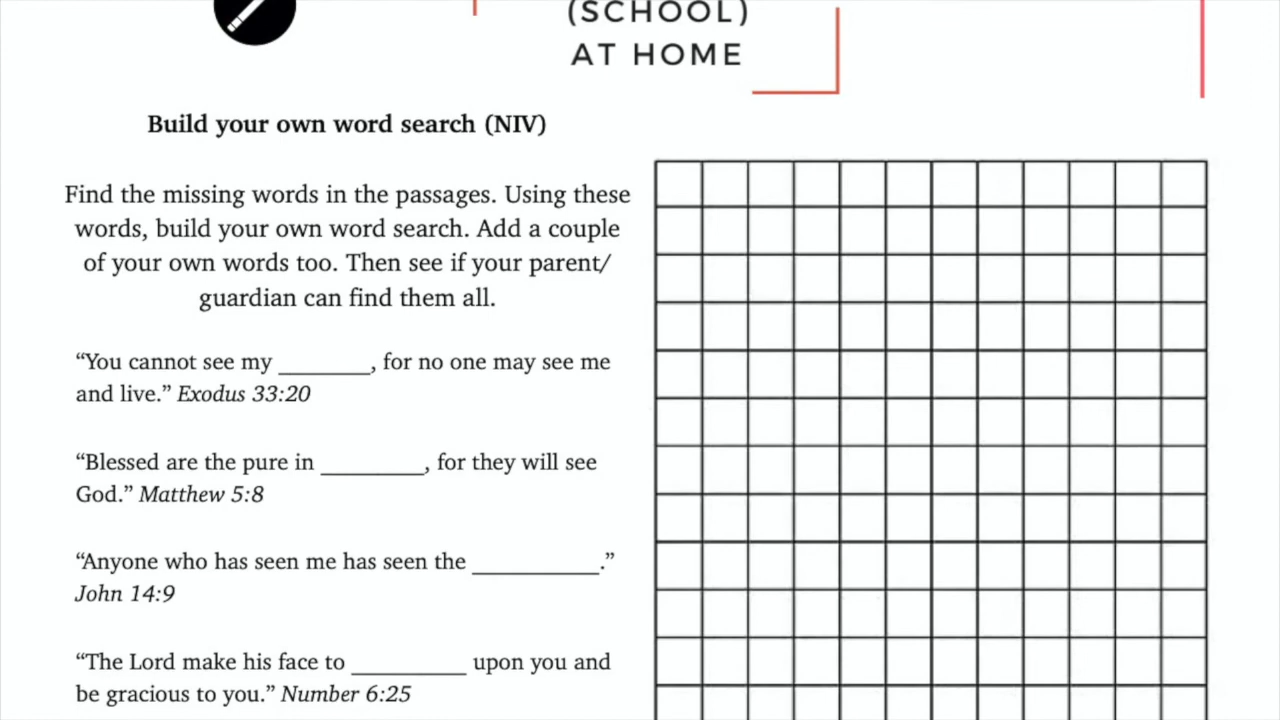 (SCHOOL)
AT HOME
Build your own word search (NIV)
Find the missing words in the passages. Using these
words, build your own word search. Add a couple
of your own words too. Then see if your parent/
guardian can find them all.
“You cannot see my ________, for no one may see me
and live.” Exodus 33:20
“Blessed are the pure in _________, for they will see
God.” Matthew 5:8
“Anyone who has seen me has seen the ___________.”
John 14:9
“The Lord make his face to __________ upon you and
be gracious to you.” Number 6:25